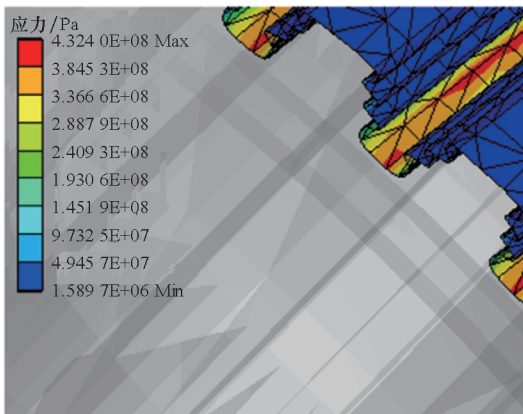 应力/Pa
4.324 0E+08 Max
3.845 3E+08
3.366 6E+08
2.887 9E+08
2.409 3E+08
1.930 6E+08
1.451 9E+08
9.732 5E+07
4.945 7E+07
1.589 7E+06 Min